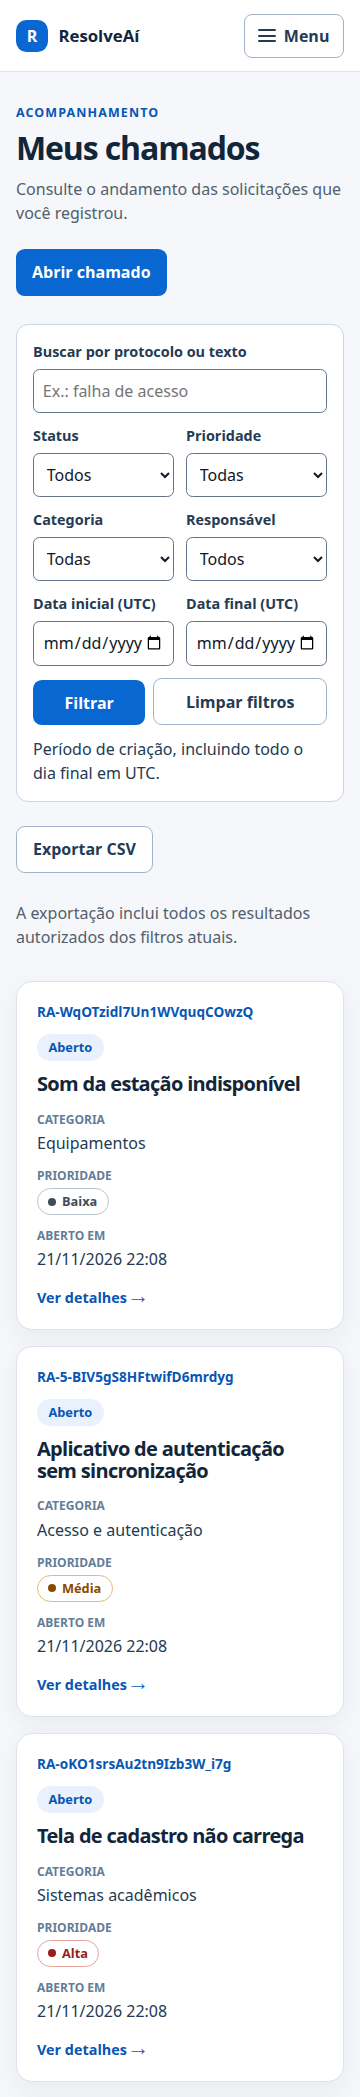 R ResolveAí Menu
ACOMPANHAMENTO
Meus chamados
Consulte o andamento das solicitações que
você registrou.
Abrir chamado
Buscar por protocolo ou texto
Ex.: falha de acesso
Status Prioridade
Todos Todas
Categoria Responsável
Todas Todos
Data inicial (UTC) Data final (UTC)
mm/dd/yyyy mm/dd/yyyy
Filtrar Limpar filtros
Período de criação, incluindo todo o
dia final em UTC.
Exportar CSV
A exportação inclui todos os resultados
autorizados dos filtros atuais.
RA-WqOTzidl7Un1WVquqCOwzQ
Aberto
Som da estação indisponível
CATEGORIA
Equipamentos
PRIORIDADE
Baixa
ABERTO EM
21/11/2026 22:08
Ver detalhes →
RA-5-BIV5gS8HFtwifD6mrdyg
Aberto
Aplicativo de autenticação
sem sincronização
CATEGORIA
Acesso e autenticação
PRIORIDADE
Média
ABERTO EM
21/11/2026 22:08
Ver detalhes →
RA-oKO1srsAu2tn9Izb3W_i7g
Aberto
Tela de cadastro não carrega
CATEGORIA
Sistemas acadêmicos
PRIORIDADE
Alta
ABERTO EM
21/11/2026 22:08
Ver detalhes →